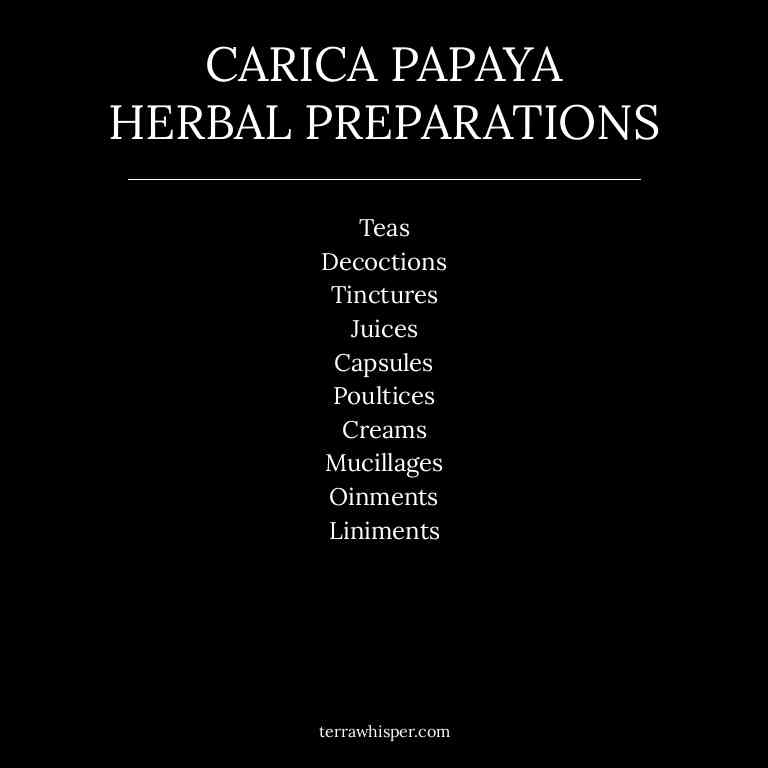 CARICA PAPAYA
HERBAL PREPARATIONS
Teas
Decoctions
Tinctures
Juices
Capsules
Poultices
Creams
Mucillages
Oinments
Liniments
terrawhisper.com